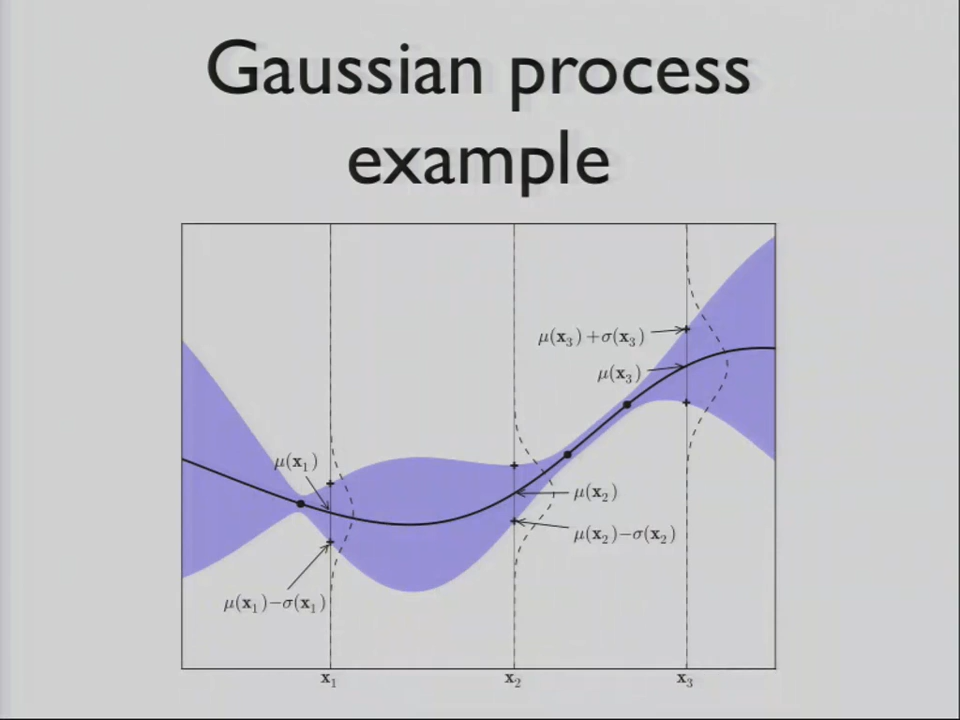 Gaussian process
example
μ(x₃)+σ(x₃)
μ(x₃)
μ(x₁)
μ(x₂)
μ(x₂)−σ(x₂)
μ(x₁)−σ(x₁)
x₁ x₂ x₃